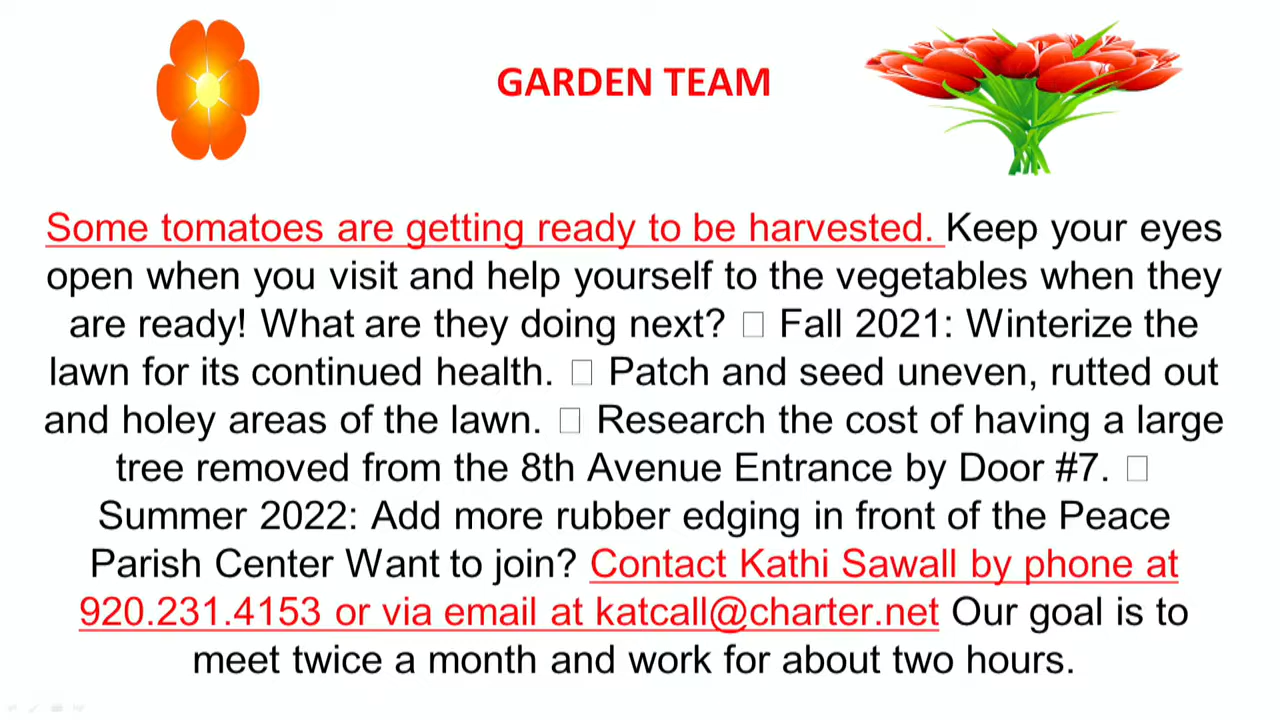 GARDEN TEAM
Some tomatoes are getting ready to be harvested. Keep your eyes
open when you visit and help yourself to the vegetables when they
are ready! What are they doing next? □ Fall 2021: Winterize the
lawn for its continued health. □ Patch and seed uneven, rutted out
and holey areas of the lawn. □ Research the cost of having a large
tree removed from the 8th Avenue Entrance by Door #7. □
Summer 2022: Add more rubber edging in front of the Peace
Parish Center Want to join? Contact Kathi Sawall by phone at
920.231.4153 or via email at katcall@charter.net Our goal is to
meet twice a month and work for about two hours.